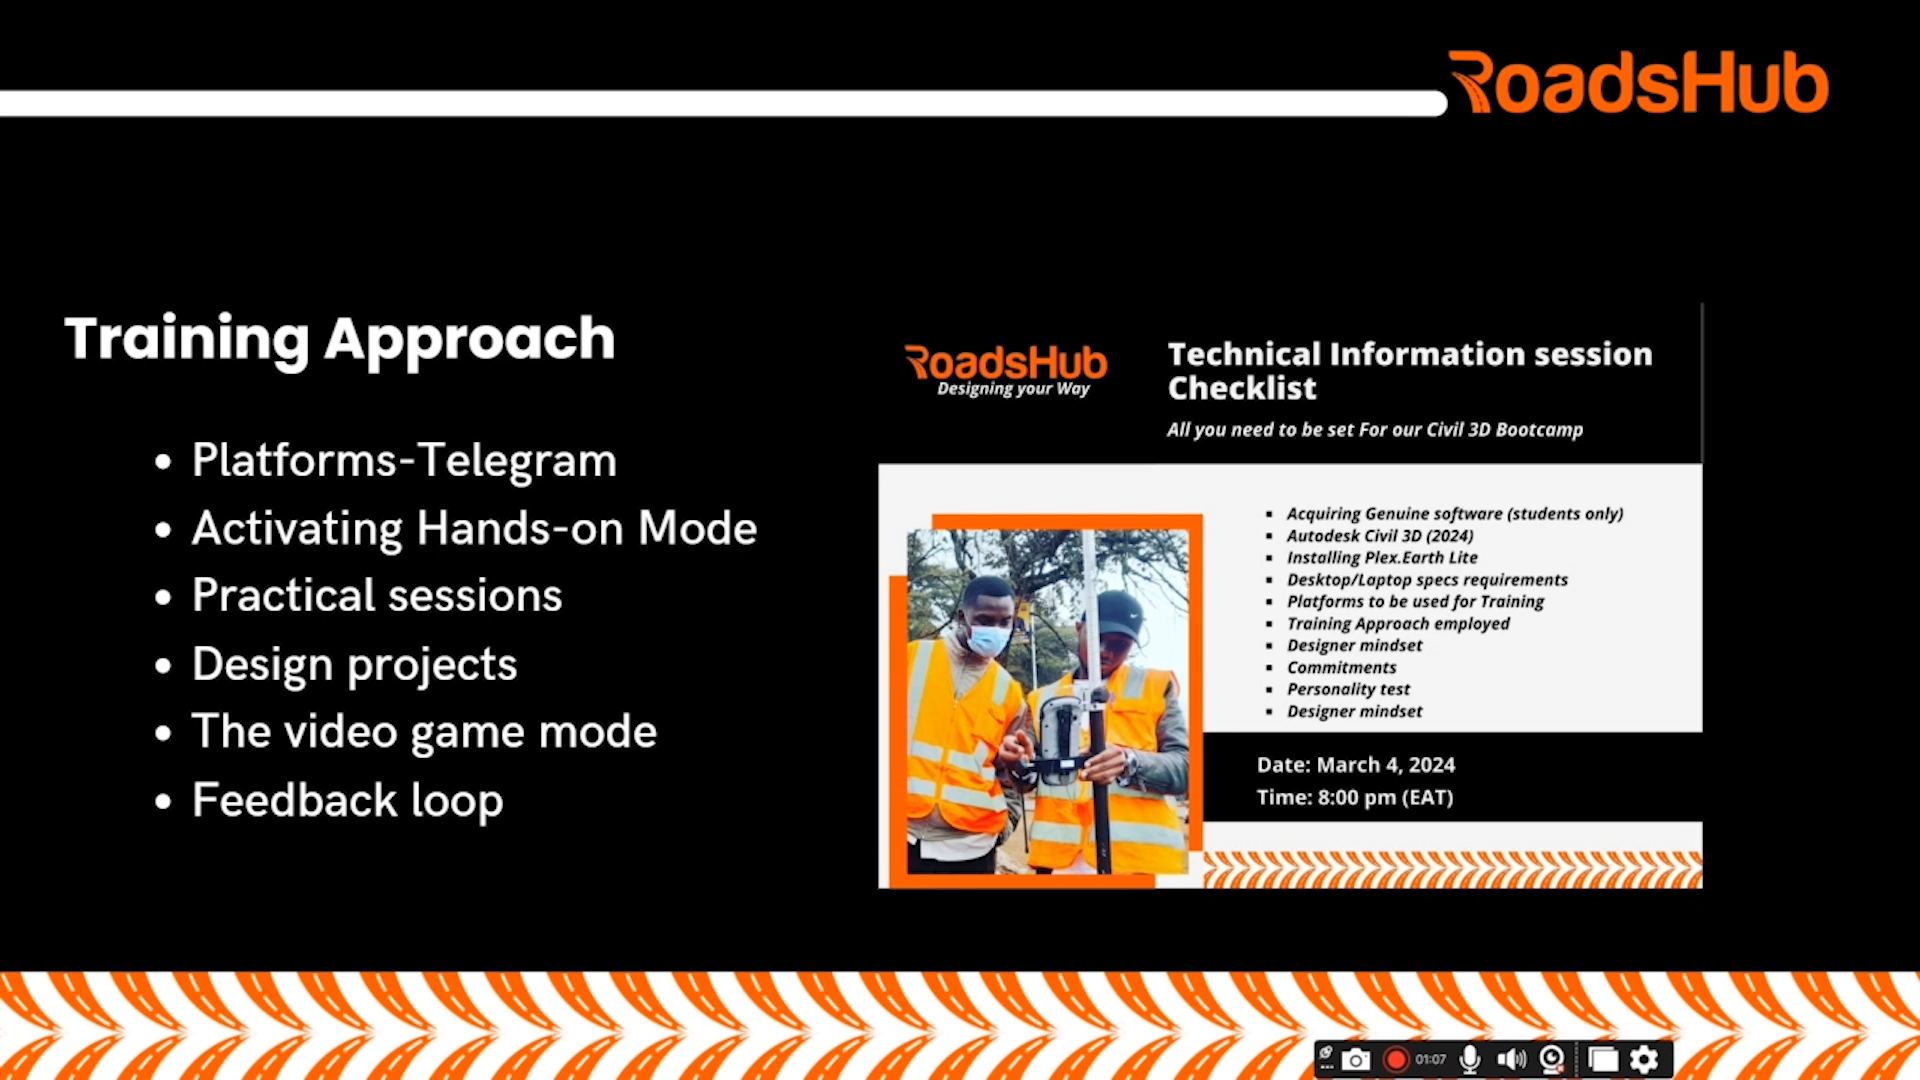 RoadsHub
Training Approach
• Platforms-Telegram
• Activating Hands-on Mode
• Practical sessions
• Design projects
• The video game mode
• Feedback loop
RoadsHub
Designing your Way
Technical Information session
Checklist
All you need to be set For our Civil 3D Bootcamp
▪ Acquiring Genuine software (students only)
▪ Autodesk Civil 3D (2024)
▪ Installing Plex.Earth Lite
▪ Desktop/Laptop specs requirements
▪ Platforms to be used for Training
▪ Training Approach employed
▪ Designer mindset
▪ Commitments
▪ Personality test
▪ Designer mindset
Date: March 4, 2024
Time: 8:00 pm (EAT)
01:07